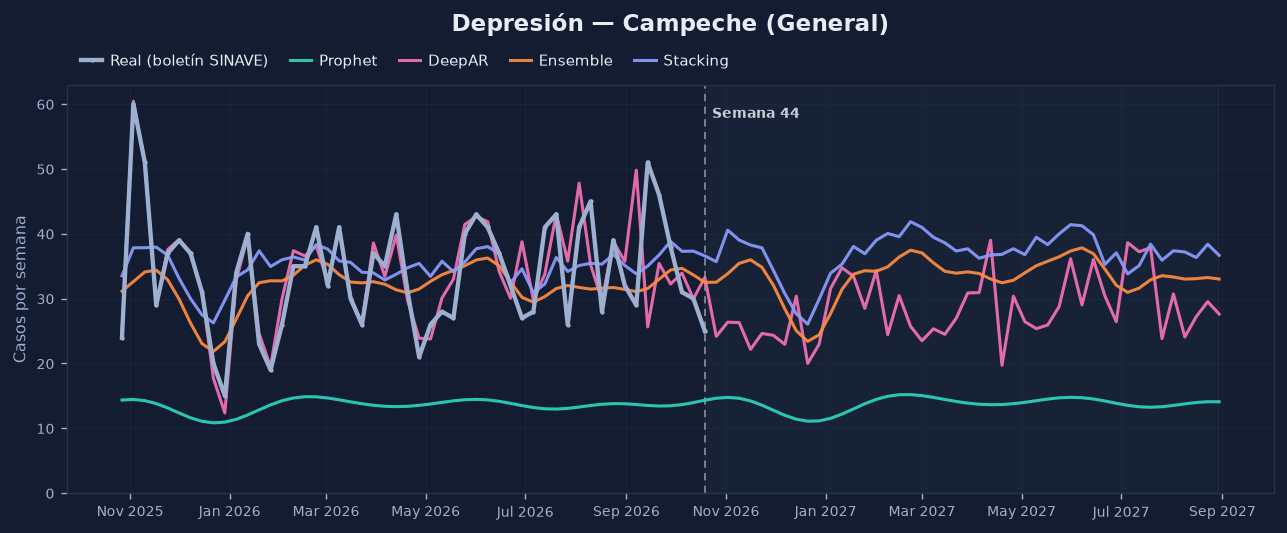 Depresión — Campeche (General)
Real (boletín SINAVE) Prophet DeepAR Ensemble Stacking
Semana 44
Casos por semana
60
50
40
30
20
10
0
Nov 2025 Jan 2026 Mar 2026 May 2026 Jul 2026 Sep 2026 Nov 2026 Jan 2027 Mar 2027 May 2027 Jul 2027 Sep 2027